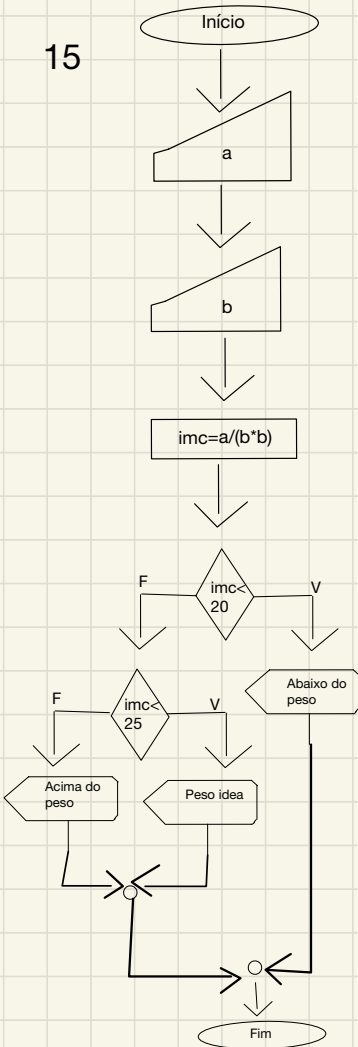 Início
15
a
b
imc=a/(b*b)
F
imc<
20
V
F
imc<
25
V
Abaixo do
peso
Acima do
peso
Peso idea
Fim